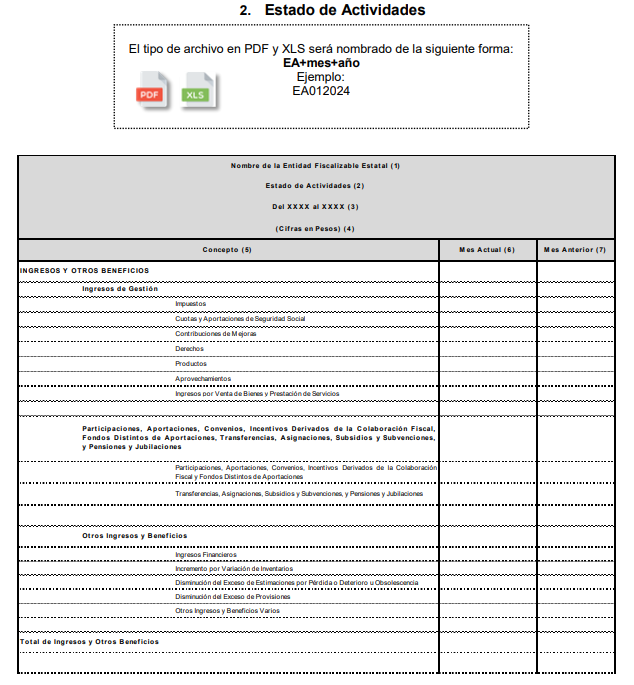 2. Estado de Actividades
El tipo de archivo en PDF y XLS será nombrado de la siguiente forma:
EA+mes+año
Ejemplo:
EA012024
PDF
XLS
Nombre de la Entidad Fiscalizable Estatal (1)
Estado de Actividades (2)
Del XXXX al XXXX (3)
(Cifras en Pesos) (4)
Concepto (5) Mes Actual (6) Mes Anterior (7)
INGRESOS Y OTROS BENEFICIOS
Ingresos de Gestión
Impuestos
Cuotas y Aportaciones de Seguridad Social
Contribuciones de Mejoras
Derechos
Productos
Aprovechamientos
Ingresos por Venta de Bienes y Prestación de Servicios
Participaciones, Aportaciones, Convenios, Incentivos Derivados de la Colaboración Fiscal,
Fondos Distintos de Aportaciones, Transferencias, Asignaciones, Subsidios y Subvenciones,
y Pensiones y Jubilaciones
Participaciones, Aportaciones, Convenios, Incentivos Derivados de la Colaboración
Fiscal y Fondos Distintos de Aportaciones
Transferencias, Asignaciones, Subsidios y Subvenciones, y Pensiones y Jubilaciones
Otros Ingresos y Beneficios
Ingresos Financieros
Incremento por Variación de Inventarios
Disminución del Exceso de Estimaciones por Pérdida o Deterioro u Obsolescencia
Disminución del Exceso de Provisiones
Otros Ingresos y Beneficios Varios
Total de Ingresos y Otros Beneficios